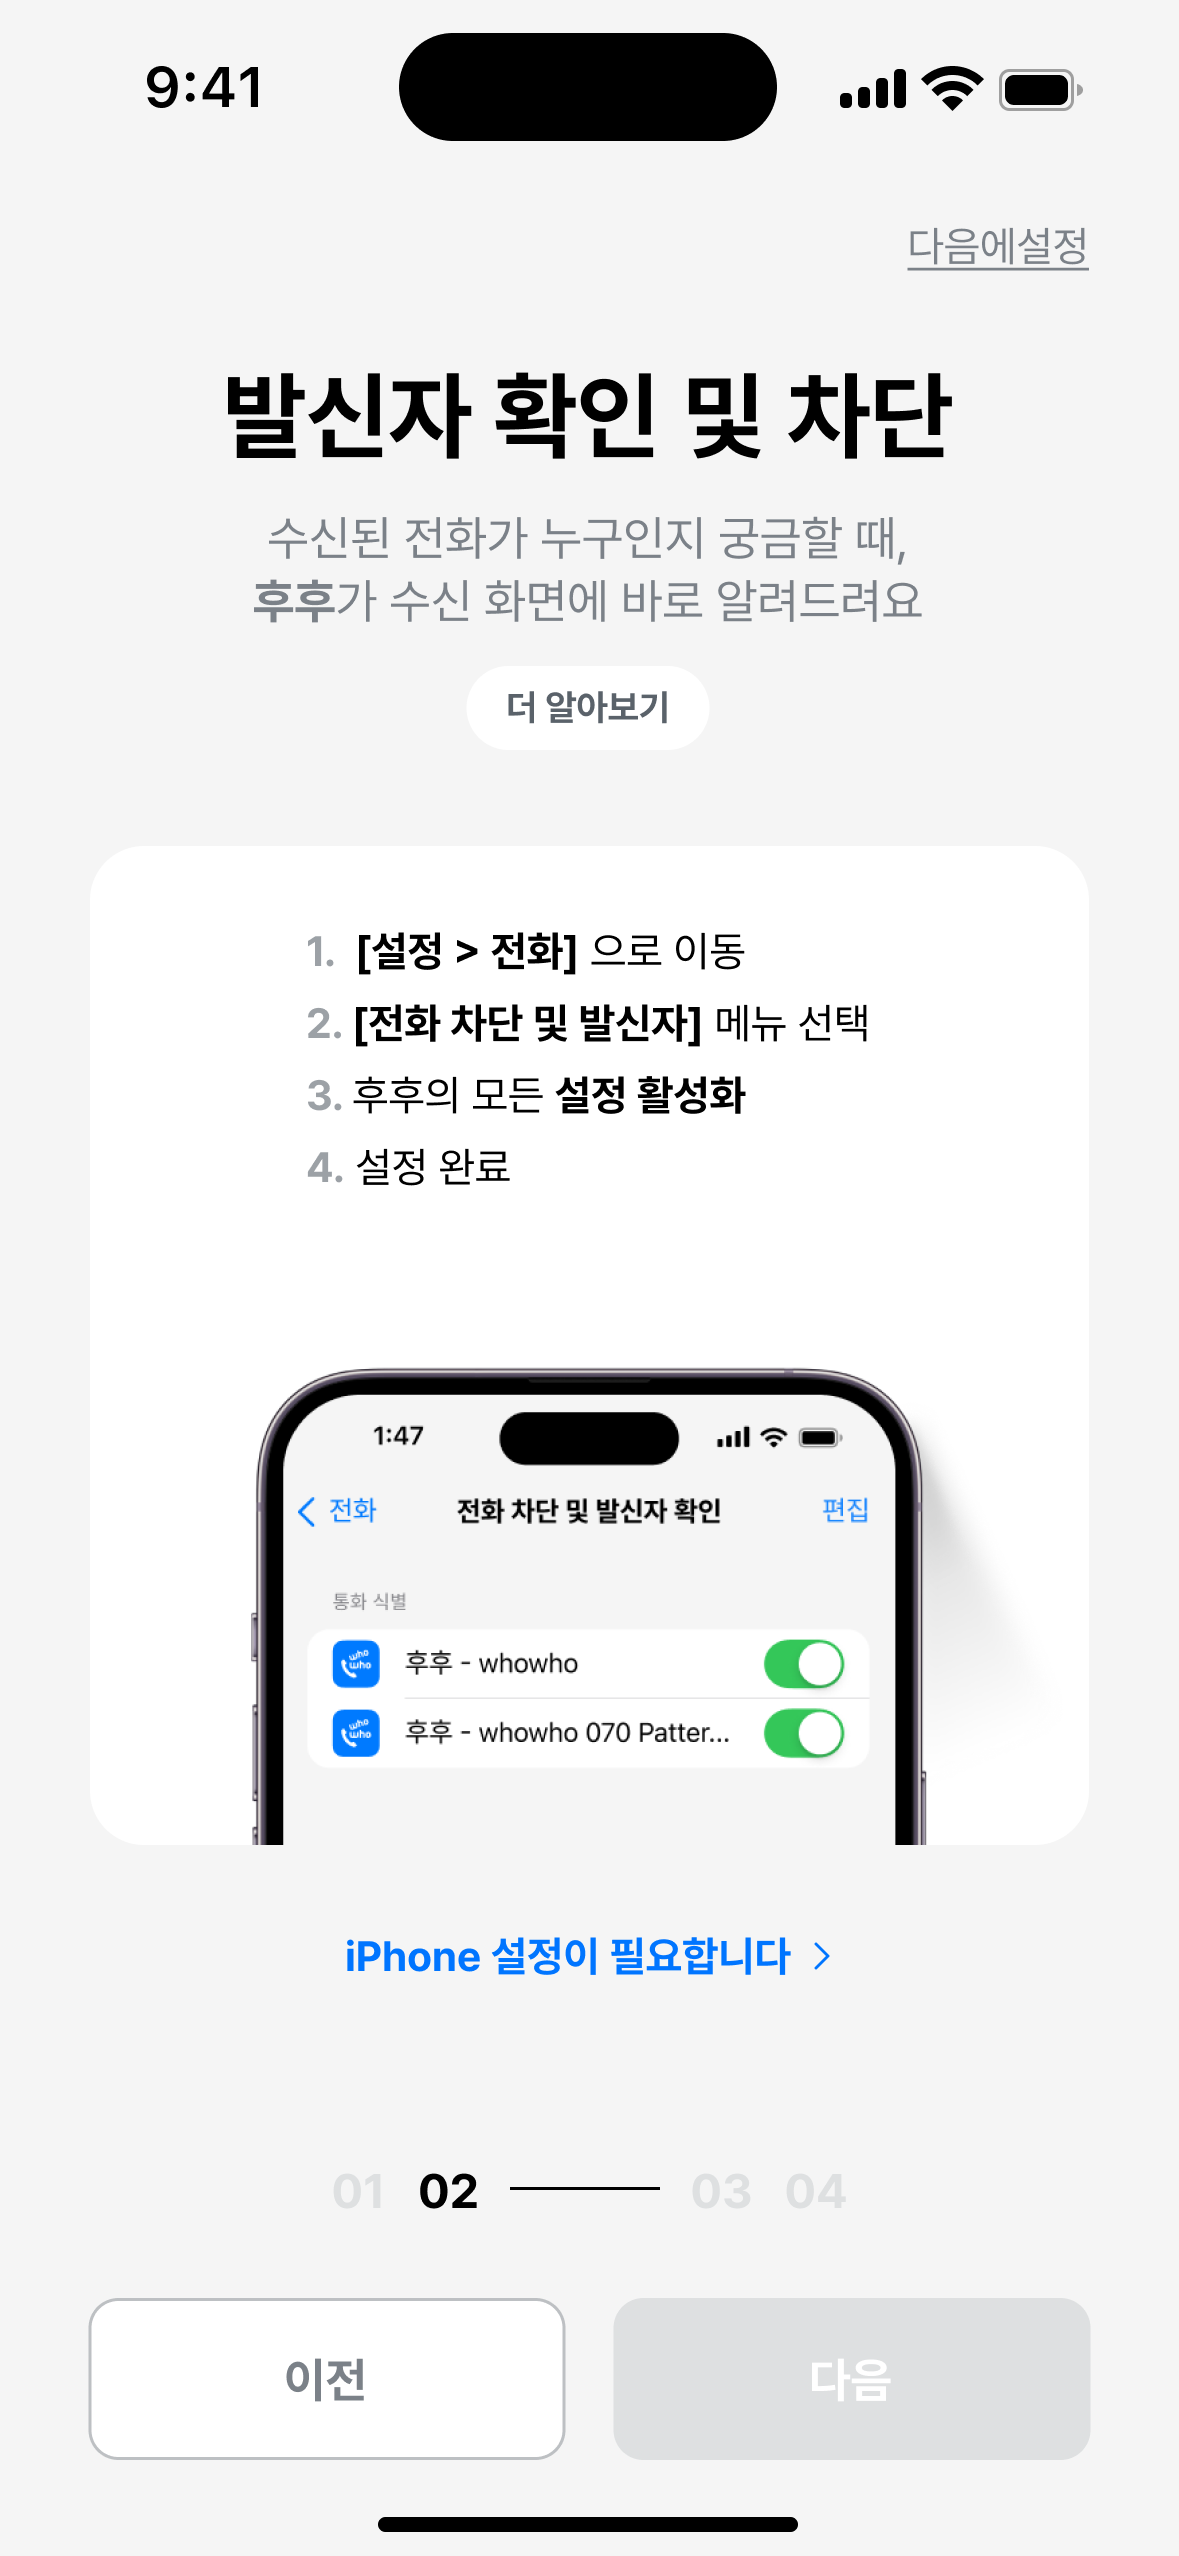 9:41
다음에설정
발신자 확인 및 차단
수신된 전화가 누구인지 궁금할 때,
후후가 수신 화면에 바로 알려드려요
더 알아보기
1. [설정 > 전화] 으로 이동
2. [전화 차단 및 발신자] 메뉴 선택
3. 후후의 모든 설정 활성화
4. 설정 완료
1:47
전화 전화 차단 및 발신자 확인 편집
통화 식별
who who 후후 - whowho
who who 후후 - whowho 070 Patter...
iPhone 설정이 필요합니다
01 02 03 04
이전 다음